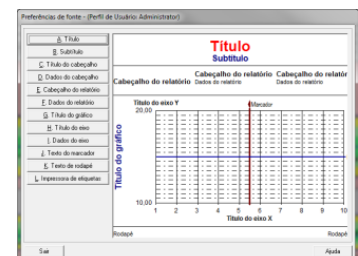 Preferências de fonte - (Perfil de Usuário: Administrator)
A. Título
B. Subtítulo
C. Título do cabeçalho
D. Dados do cabeçalho
E. Cabeçalho do relatório
F. Dados do relatório
G. Título do gráfico
H. Título do eixo
I. Dados do eixo
J. Texto do marcador
K. Texto de rodapé
L. Impressora de etiquetas
Título
Subtítulo
Cabeçalho do relatório Cabeçalho do relatório Cabeçalho do relatór
Dados do relatório Dados do relatório
Título do eixo Y
Marcador
20,00
Título do gráfico
10,00
1 2 3 4 5 6 7 8 9 10
Título do eixo X
Rodapé Rodapé
Sair Ajuda